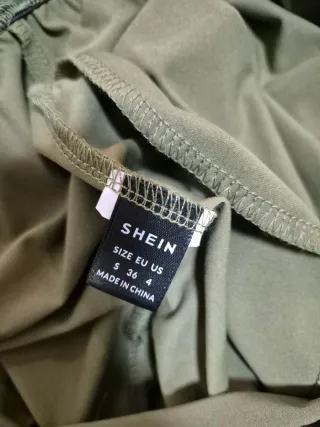 SHEIN
SIZE EU US
S 36 4
MADE IN CHINA